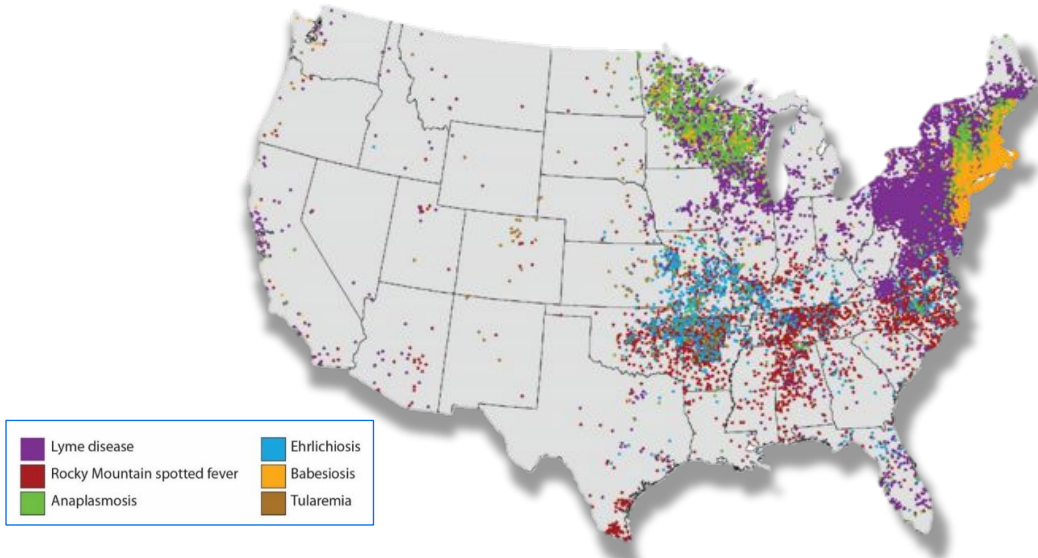 Lyme disease
Rocky Mountain spotted fever
Anaplasmosis
Ehrlichiosis
Babesiosis
Tularemia